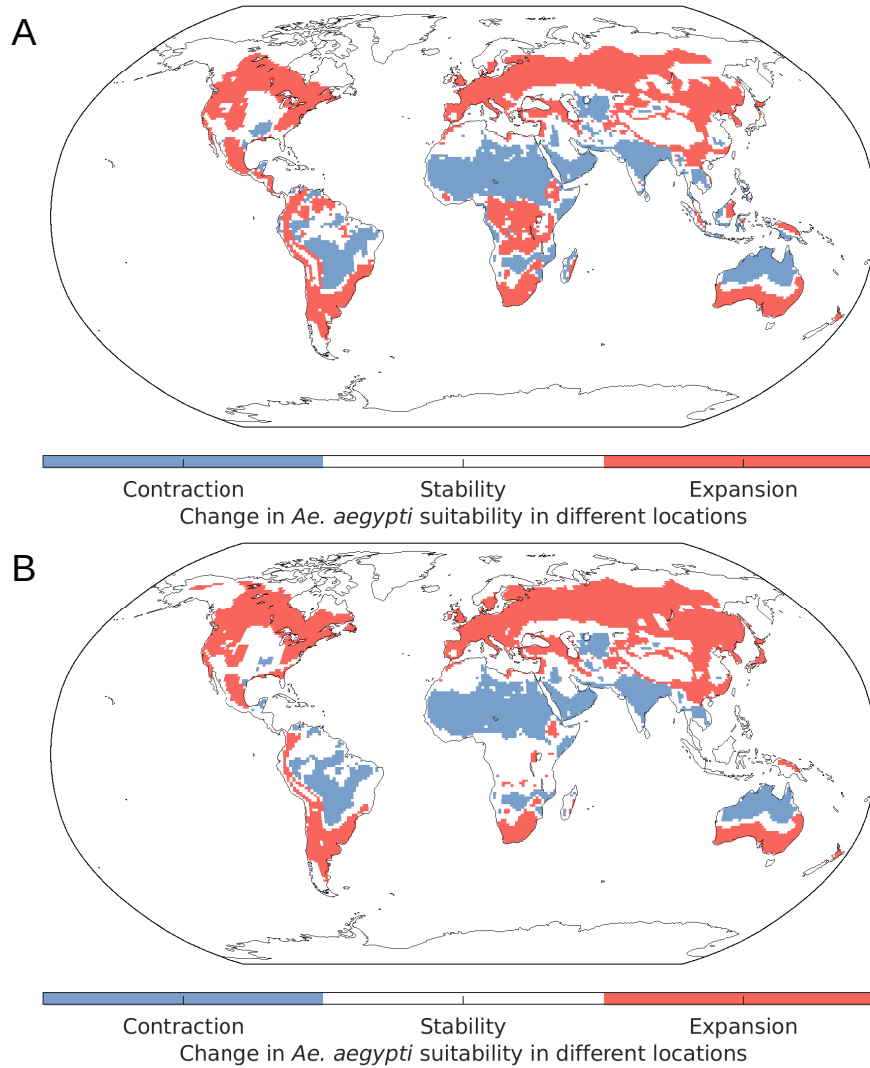 A
Contraction Stability Expansion
Change in Ae. aegypti suitability in different locations
B
Contraction Stability Expansion
Change in Ae. aegypti suitability in different locations